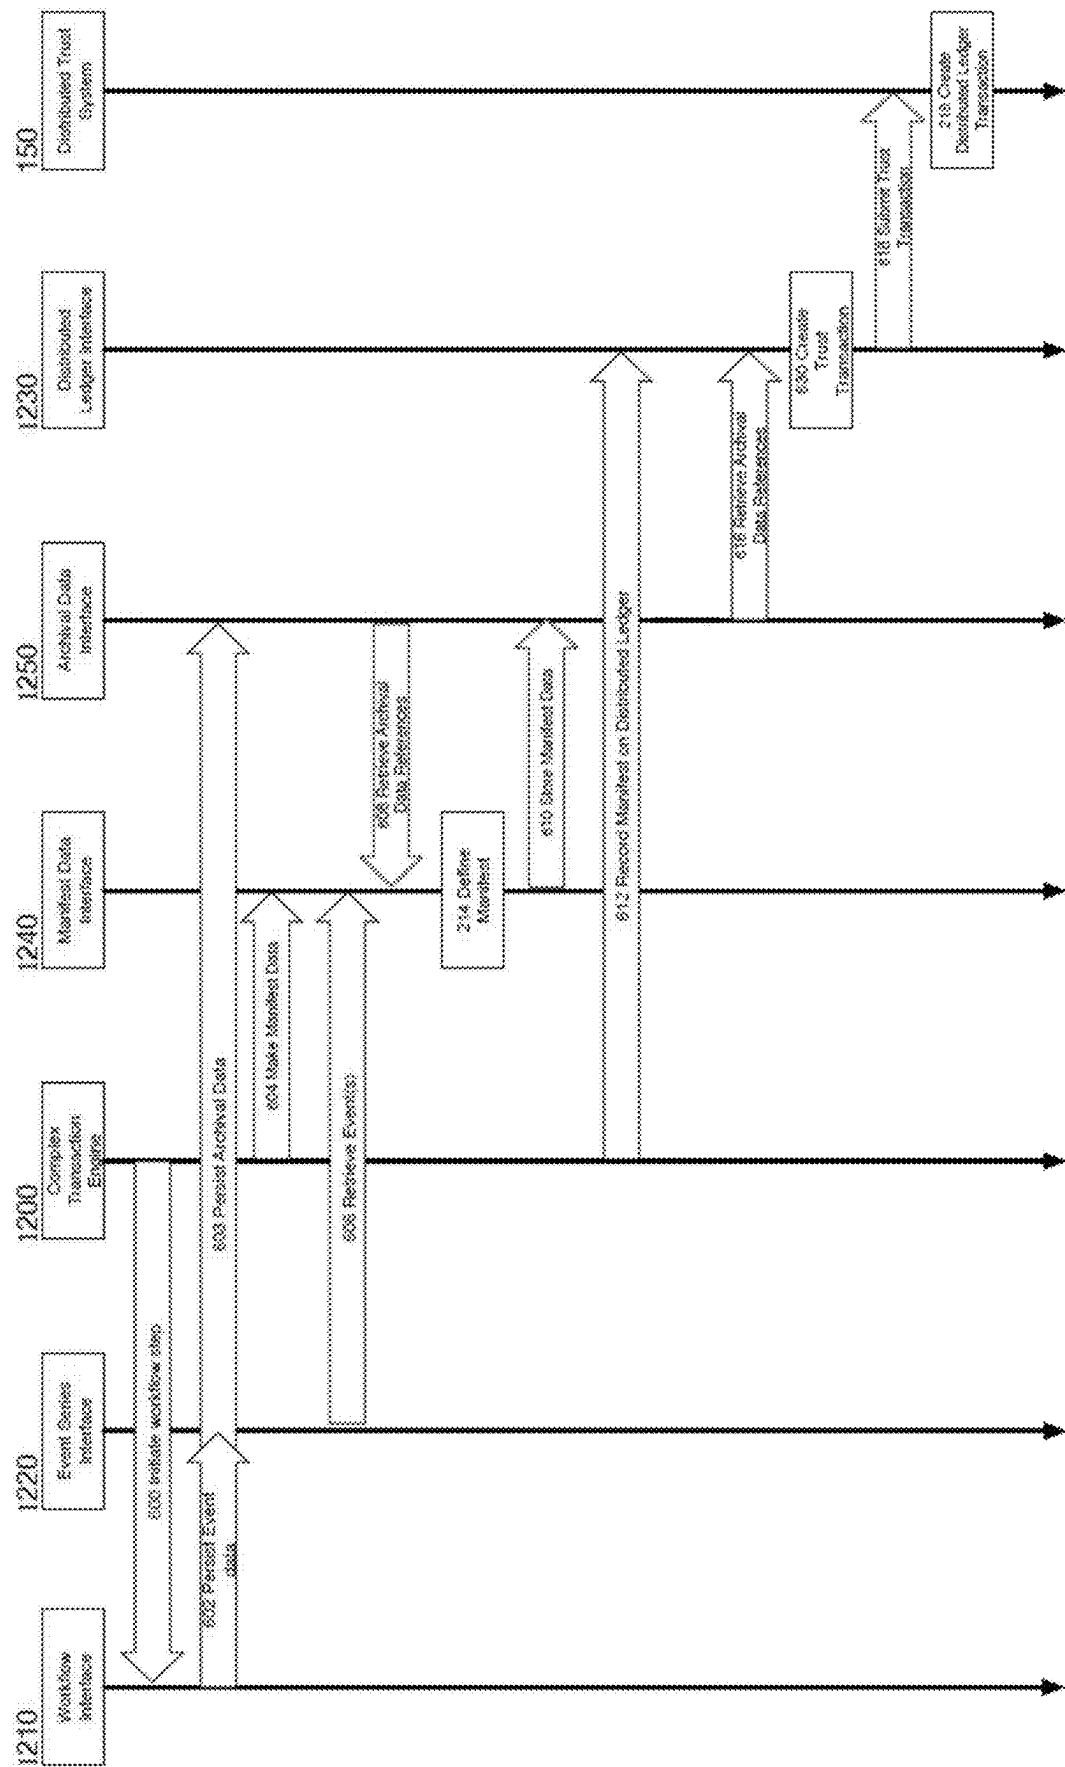 1210
Workflow
Interface
1220
Event Series
Interface
1200
Complex
Transaction
Engine
1240
Manifest Data
Interface
1250
Archival Data
Interface
1230
Distributed
Ledger Interface
150
Distributed Trust
System
600 Initiate workflow step
602 Persist Event
data
603 Persist Archival Data
604 Make Manifest Data
606 Retrieve Event(s)
608 Retrieve Archival
Data References
214 Define
Manifest
610 Store Manifest Data
612 Record Manifest on Distributed Ledger
616 Retrieve Archival
Data References
630 Create
Trust
Transaction
618 Submit Trust
Transaction
218 Create
Distributed Ledger
Transaction